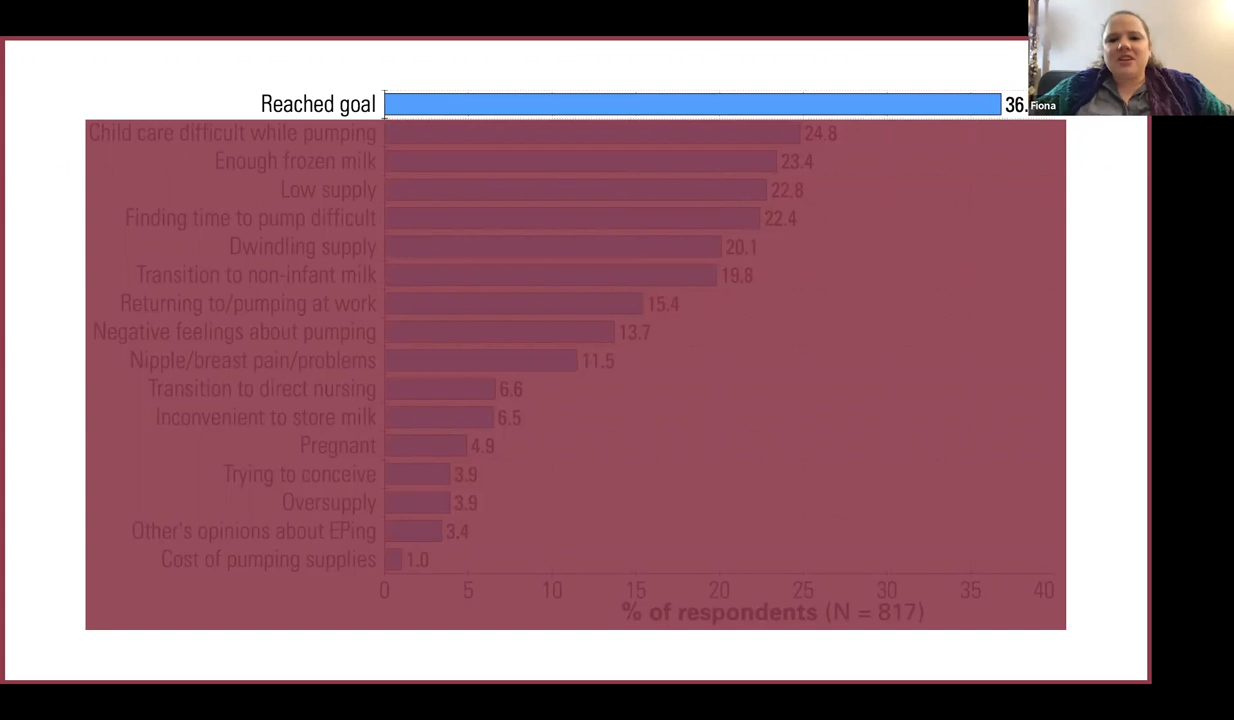 Reached goal 36.
Fiona
Child care difficult while pumping 24.8
Enough frozen milk 23.4
Low supply 22.8
Finding time to pump difficult 22.4
Dwindling supply 20.1
Transition to non-infant milk 19.8
Returning to/pumping at work 15.4
Negative feelings about pumping 13.7
Nipple/breast pain/problems 11.5
Transition to direct nursing 6.6
Inconvenient to store milk 6.5
Pregnant 4.9
Trying to conceive 3.9
Oversupply 3.9
Other's opinions about EPing 3.4
Cost of pumping supplies 1.0
0 5 10 15 20 25 30 35 40
% of respondents (N = 817)